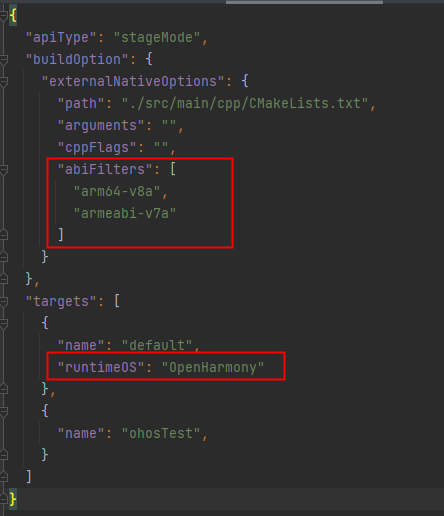 {
  "apiType": "stageMode",
  "buildOption": {
    "externalNativeOptions": {
      "path": "./src/main/cpp/CMakeLists.txt",
      "arguments": "",
      "cppFlags": "",
      "abiFilters": [
        "arm64-v8a",
        "armeabi-v7a"
      ]
    }
  },
  "targets": [
    {
      "name": "default",
      "runtimeOS": "OpenHarmony"
    },
    {
      "name": "ohosTest",
    }
  ]
}